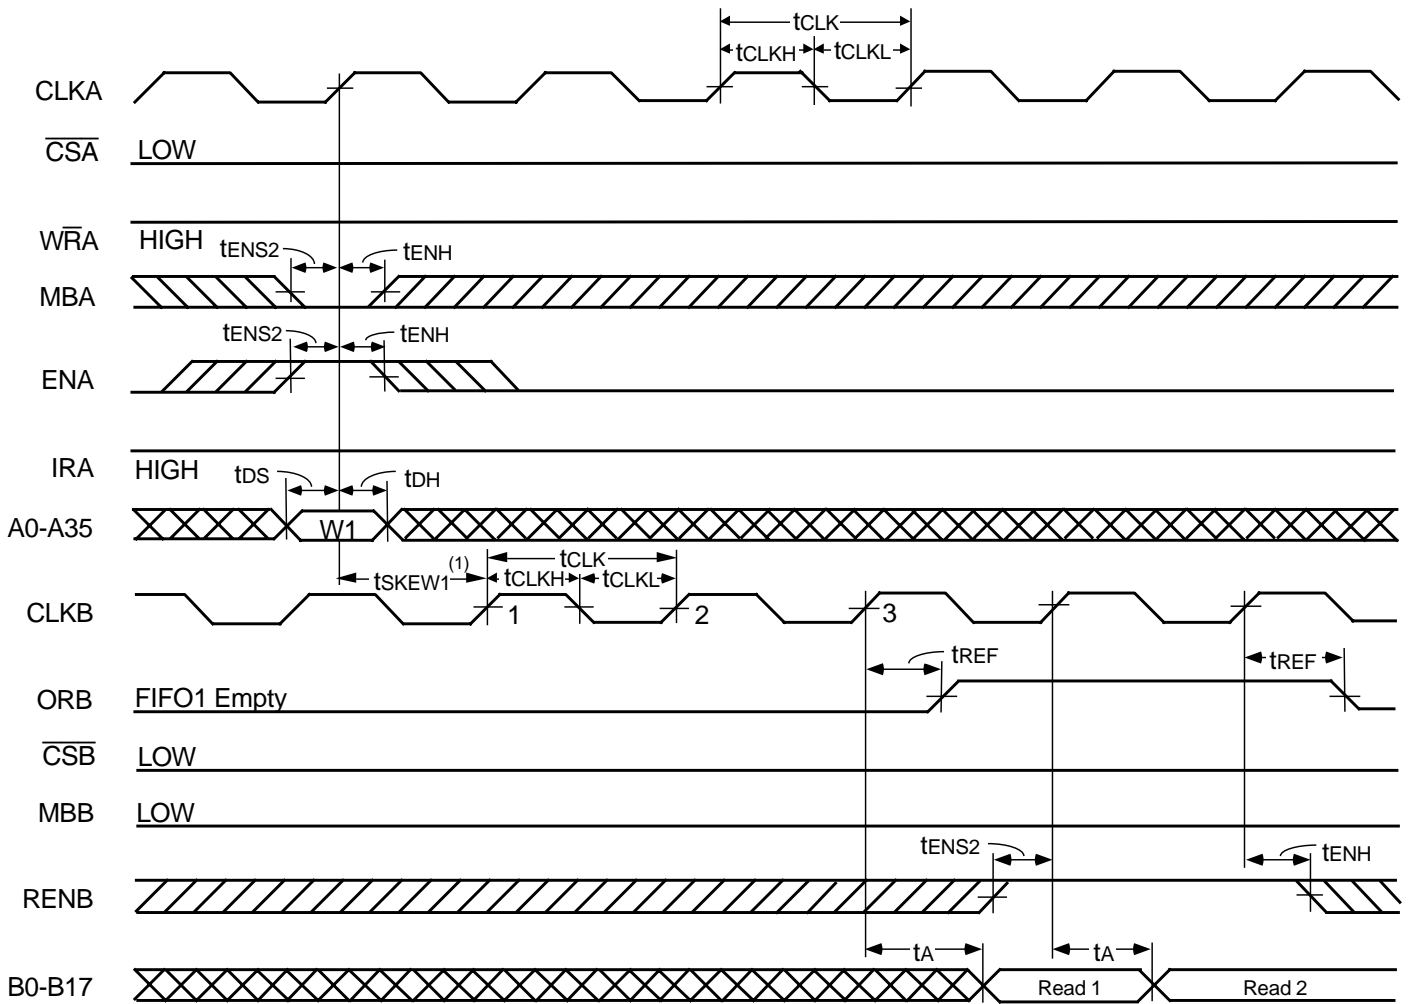 tCLK
tCLKH tCLKL
CLKA
CSA LOW
WRA HIGH
tENS2 tENH
MBA
tENS2 tENH
ENA
IRA HIGH
tDS tDH
A0-A35 W1
tSKEW1(1) tCLK
tCLKH tCLKL
CLKB 1 2 3
tREF tREF
ORB FIFO1 Empty
CSB LOW
MBB LOW
tENS2 tENH
RENB
tA tA
B0-B17 Read 1 Read 2